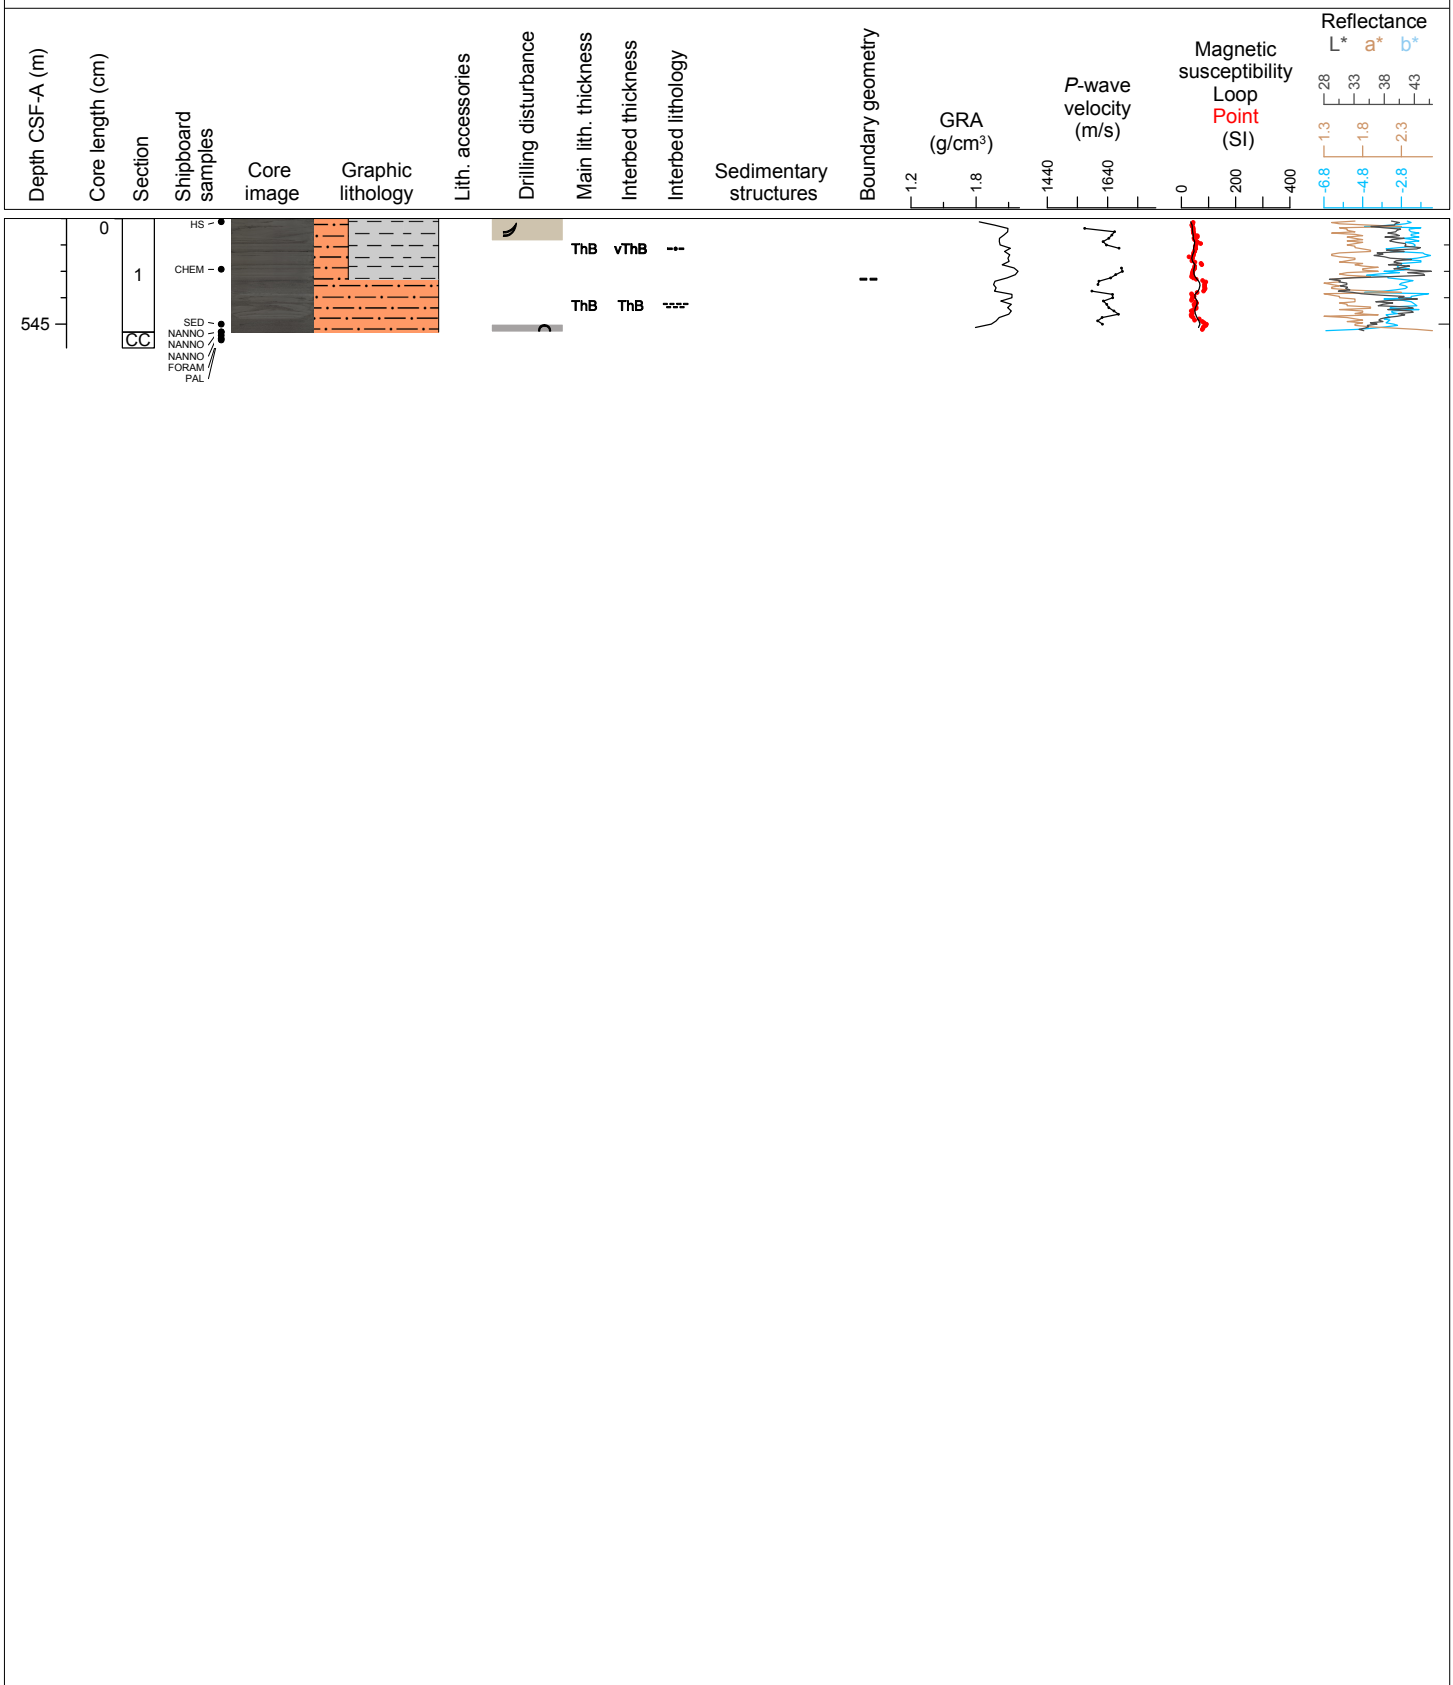 Depth CSF-A (m)
Core length (cm)
Section
Shipboard
samples
Core
image
Graphic
lithology
Lith. accessories
Drilling disturbance
Main lith. thickness
Interbed thickness
Interbed lithology
Sedimentary
structures
Boundary geometry
GRA
(g/cm³)
1.2
1.8
P-wave
velocity
(m/s)
1440
1640
Magnetic
susceptibility
Loop
Point
(SI)
0
200
400
Reflectance
L* a* b*
28
33
38
43
1.3
1.8
2.3
-6.8
-4.8
-2.8
0
545
1
CC
HS
CHEM
SED
NANNO
NANNO
NANNO
FORAM
PAL
ThB vThB
ThB ThB